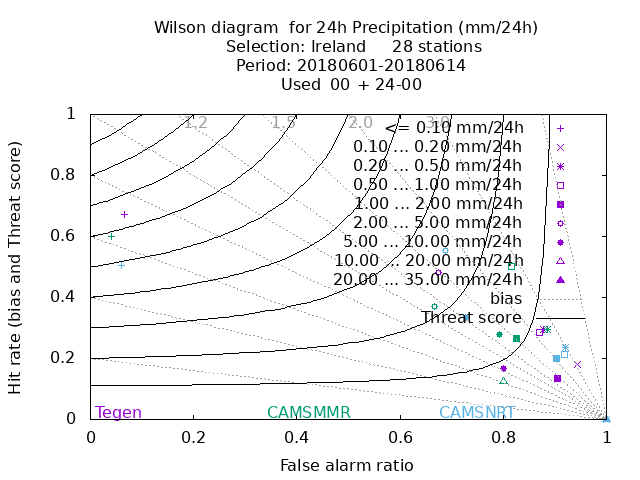 Wilson diagram  for 24h Precipitation (mm/24h)
Selection: Ireland     28 stations
Period: 20180601-20180614
Used  00 + 24-00
1.2 1.5 2.0 3.0
<= 0.10 mm/24h
0.10 ... 0.20 mm/24h
0.20 ... 0.50 mm/24h
0.50 ... 1.00 mm/24h
1.00 ... 2.00 mm/24h
2.00 ... 5.00 mm/24h
5.00 ... 10.00 mm/24h
10.00 ... 20.00 mm/24h
20.00 ... 35.00 mm/24h
bias
Threat score
1
0.8
0.6
0.4
0.2
0
Hit rate (bias and Threat score)
Tegen CAMSMMR CAMSNRT
0 0.2 0.4 0.6 0.8 1
False alarm ratio